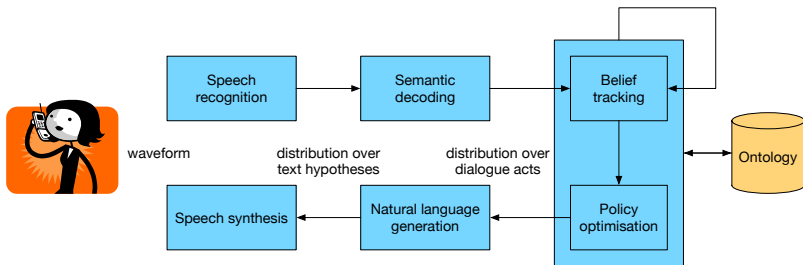 Speech
recognition
Semantic
decoding
Belief
tracking
waveform
distribution over
text hypotheses
distribution over
dialogue acts
Ontology
Speech synthesis
Natural language
generation
Policy
optimisation